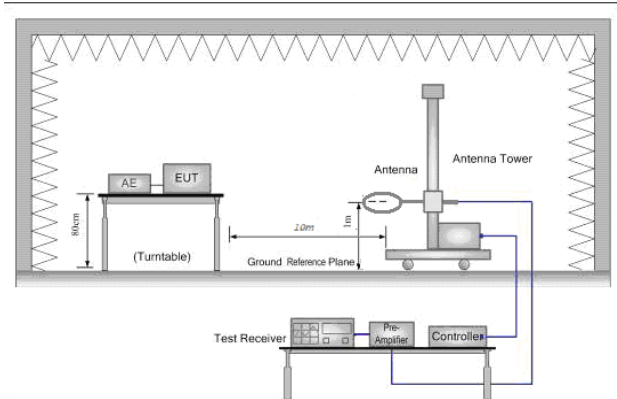 Antenna
Antenna Tower
AE
EUT
80cm
10m
1m
(Turntable)
Ground Reference Plane
Test Receiver
Pre-
Amplifier
Controller